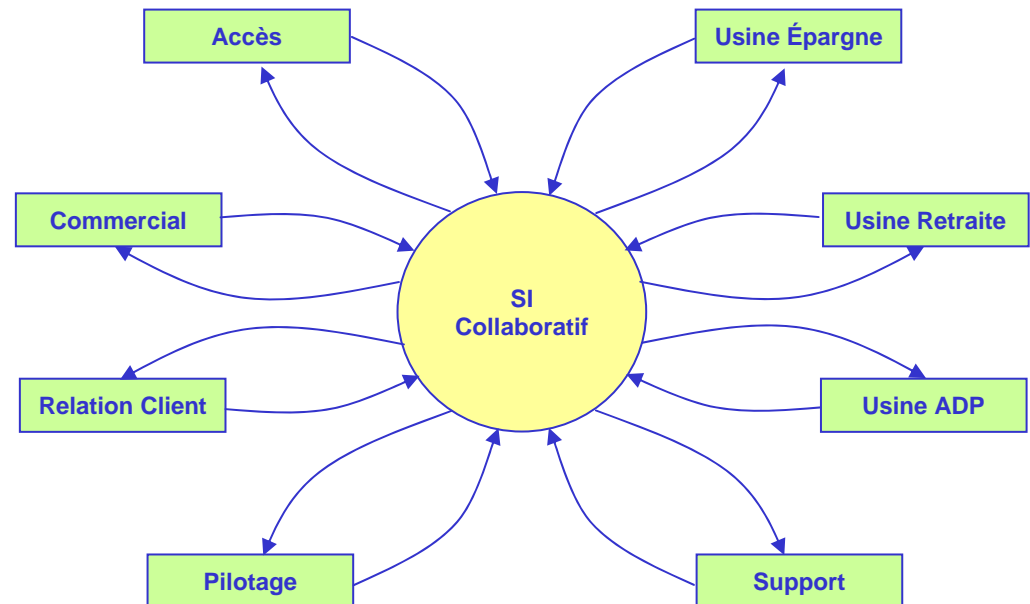 Accès
Usine Épargne
Commercial
Usine Retraite
SI
Collaboratif
Relation Client
Usine ADP
Pilotage
Support